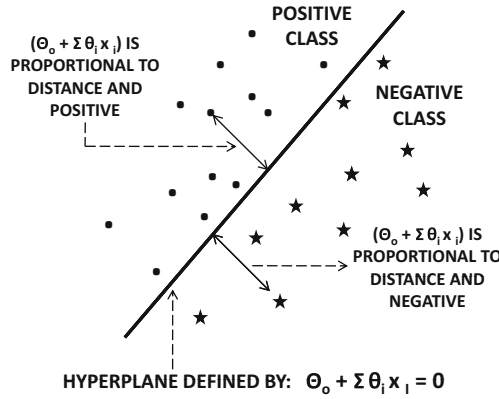 POSITIVE
CLASS
(Θo + Σ θi xi) IS
PROPORTIONAL TO
DISTANCE AND
POSITIVE
NEGATIVE
CLASS
(Θo + Σ θi xi) IS
PROPORTIONAL TO
DISTANCE AND
NEGATIVE
HYPERPLANE DEFINED BY: Θo + Σ θi xI = 0